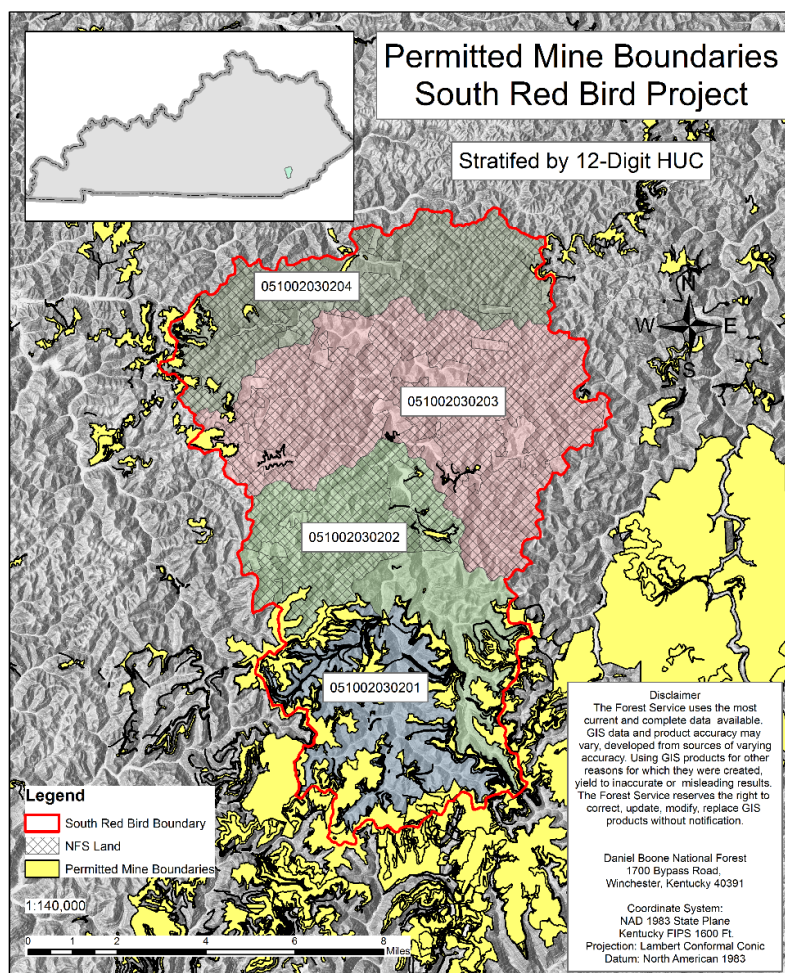 Permitted Mine Boundaries
South Red Bird Project
Stratifed by 12-Digit HUC
051002030204
N
W E
S
051002030203
051002030202
051002030201
Legend
South Red Bird Boundary
NFS Land
Permitted Mine Boundaries
1:140,000
0 1 2 4 6 8
Miles
Disclaimer
The Forest Service uses the most
current and complete data available.
GIS data and product accuracy may
vary, developed from sources of varying
accuracy. Using GIS products for other
reasons for which they were created,
yield to inaccurate or misleading results.
The Forest Service reserves the right to
correct, update, modify, replace GIS
products without notification.
Daniel Boone National Forest
1700 Bypass Road,
Winchester, Kentucky 40391
Coordinate System:
NAD 1983 State Plane
Kentucky FIPS 1600 Ft.
Projection: Lambert Conformal Conic
Datum: North American 1983